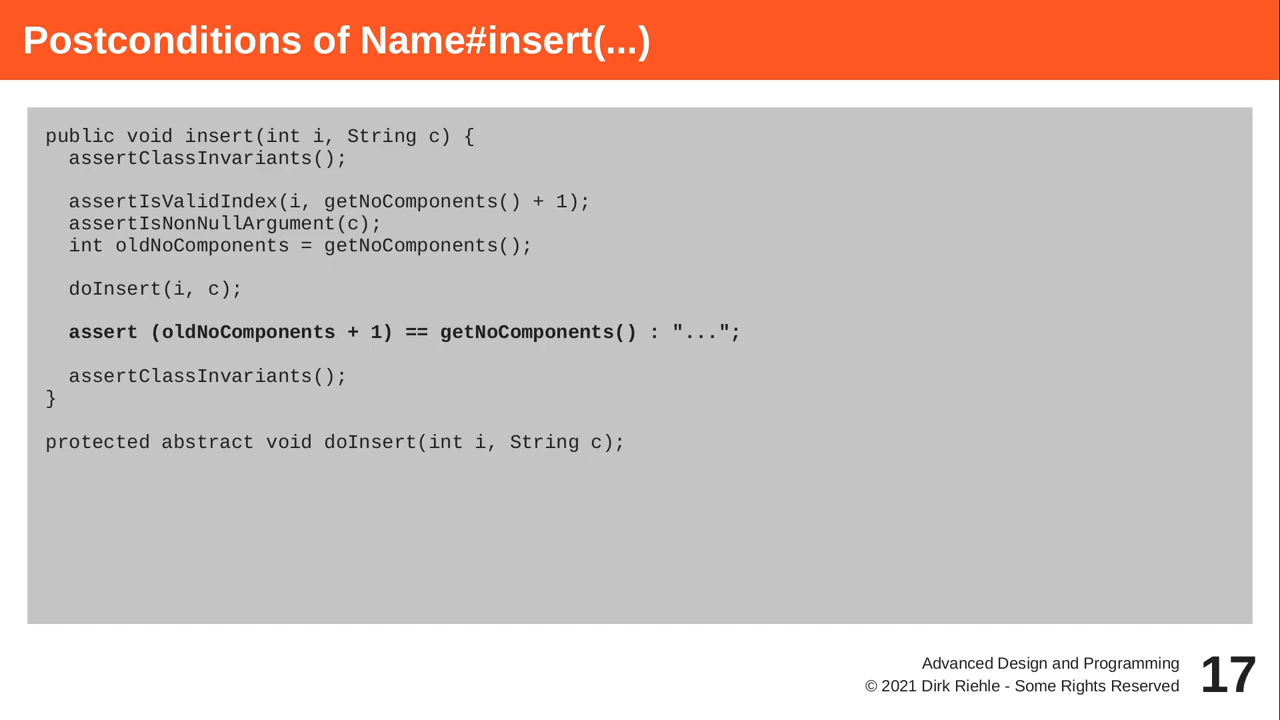 Postconditions of Name#insert(...)
public void insert(int i, String c) {
  assertClassInvariants();
  assertIsValidIndex(i, getNoComponents() + 1);
  assertIsNonNullArgument(c);
  int oldNoComponents = getNoComponents();
  doInsert(i, c);
  assert (oldNoComponents + 1) == getNoComponents() : "...";
  assertClassInvariants();
}
protected abstract void doInsert(int i, String c);
Advanced Design and Programming
© 2021 Dirk Riehle - Some Rights Reserved
17